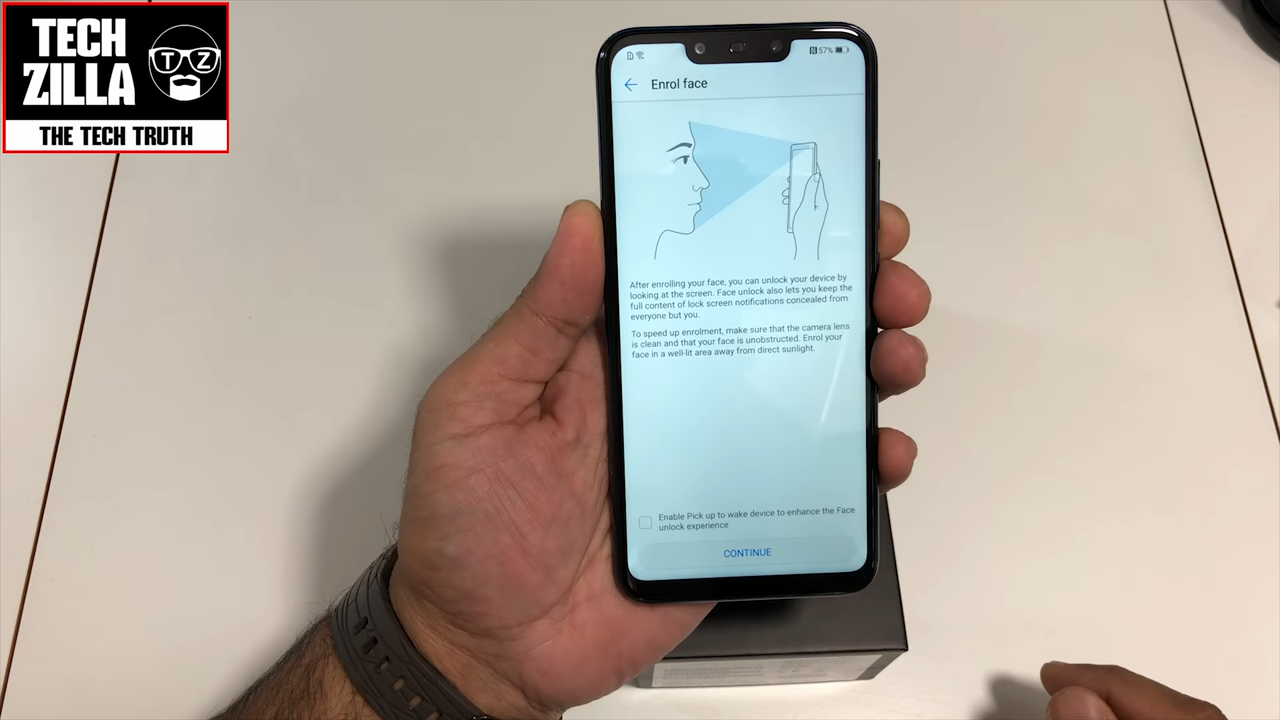 TECH
ZILLA
TZ
THE TECH TRUTH
57%
Enrol face
After enrolling your face, you can unlock your device by
looking at the screen. Face unlock also lets you keep the
full content of lock screen notifications concealed from
everyone but you.
To speed up enrolment, make sure that the camera lens
is clean and that your face is unobstructed. Enrol your
face in a well-lit area away from direct sunlight.
Enable Pick up to wake device to enhance the Face
unlock experience
CONTINUE